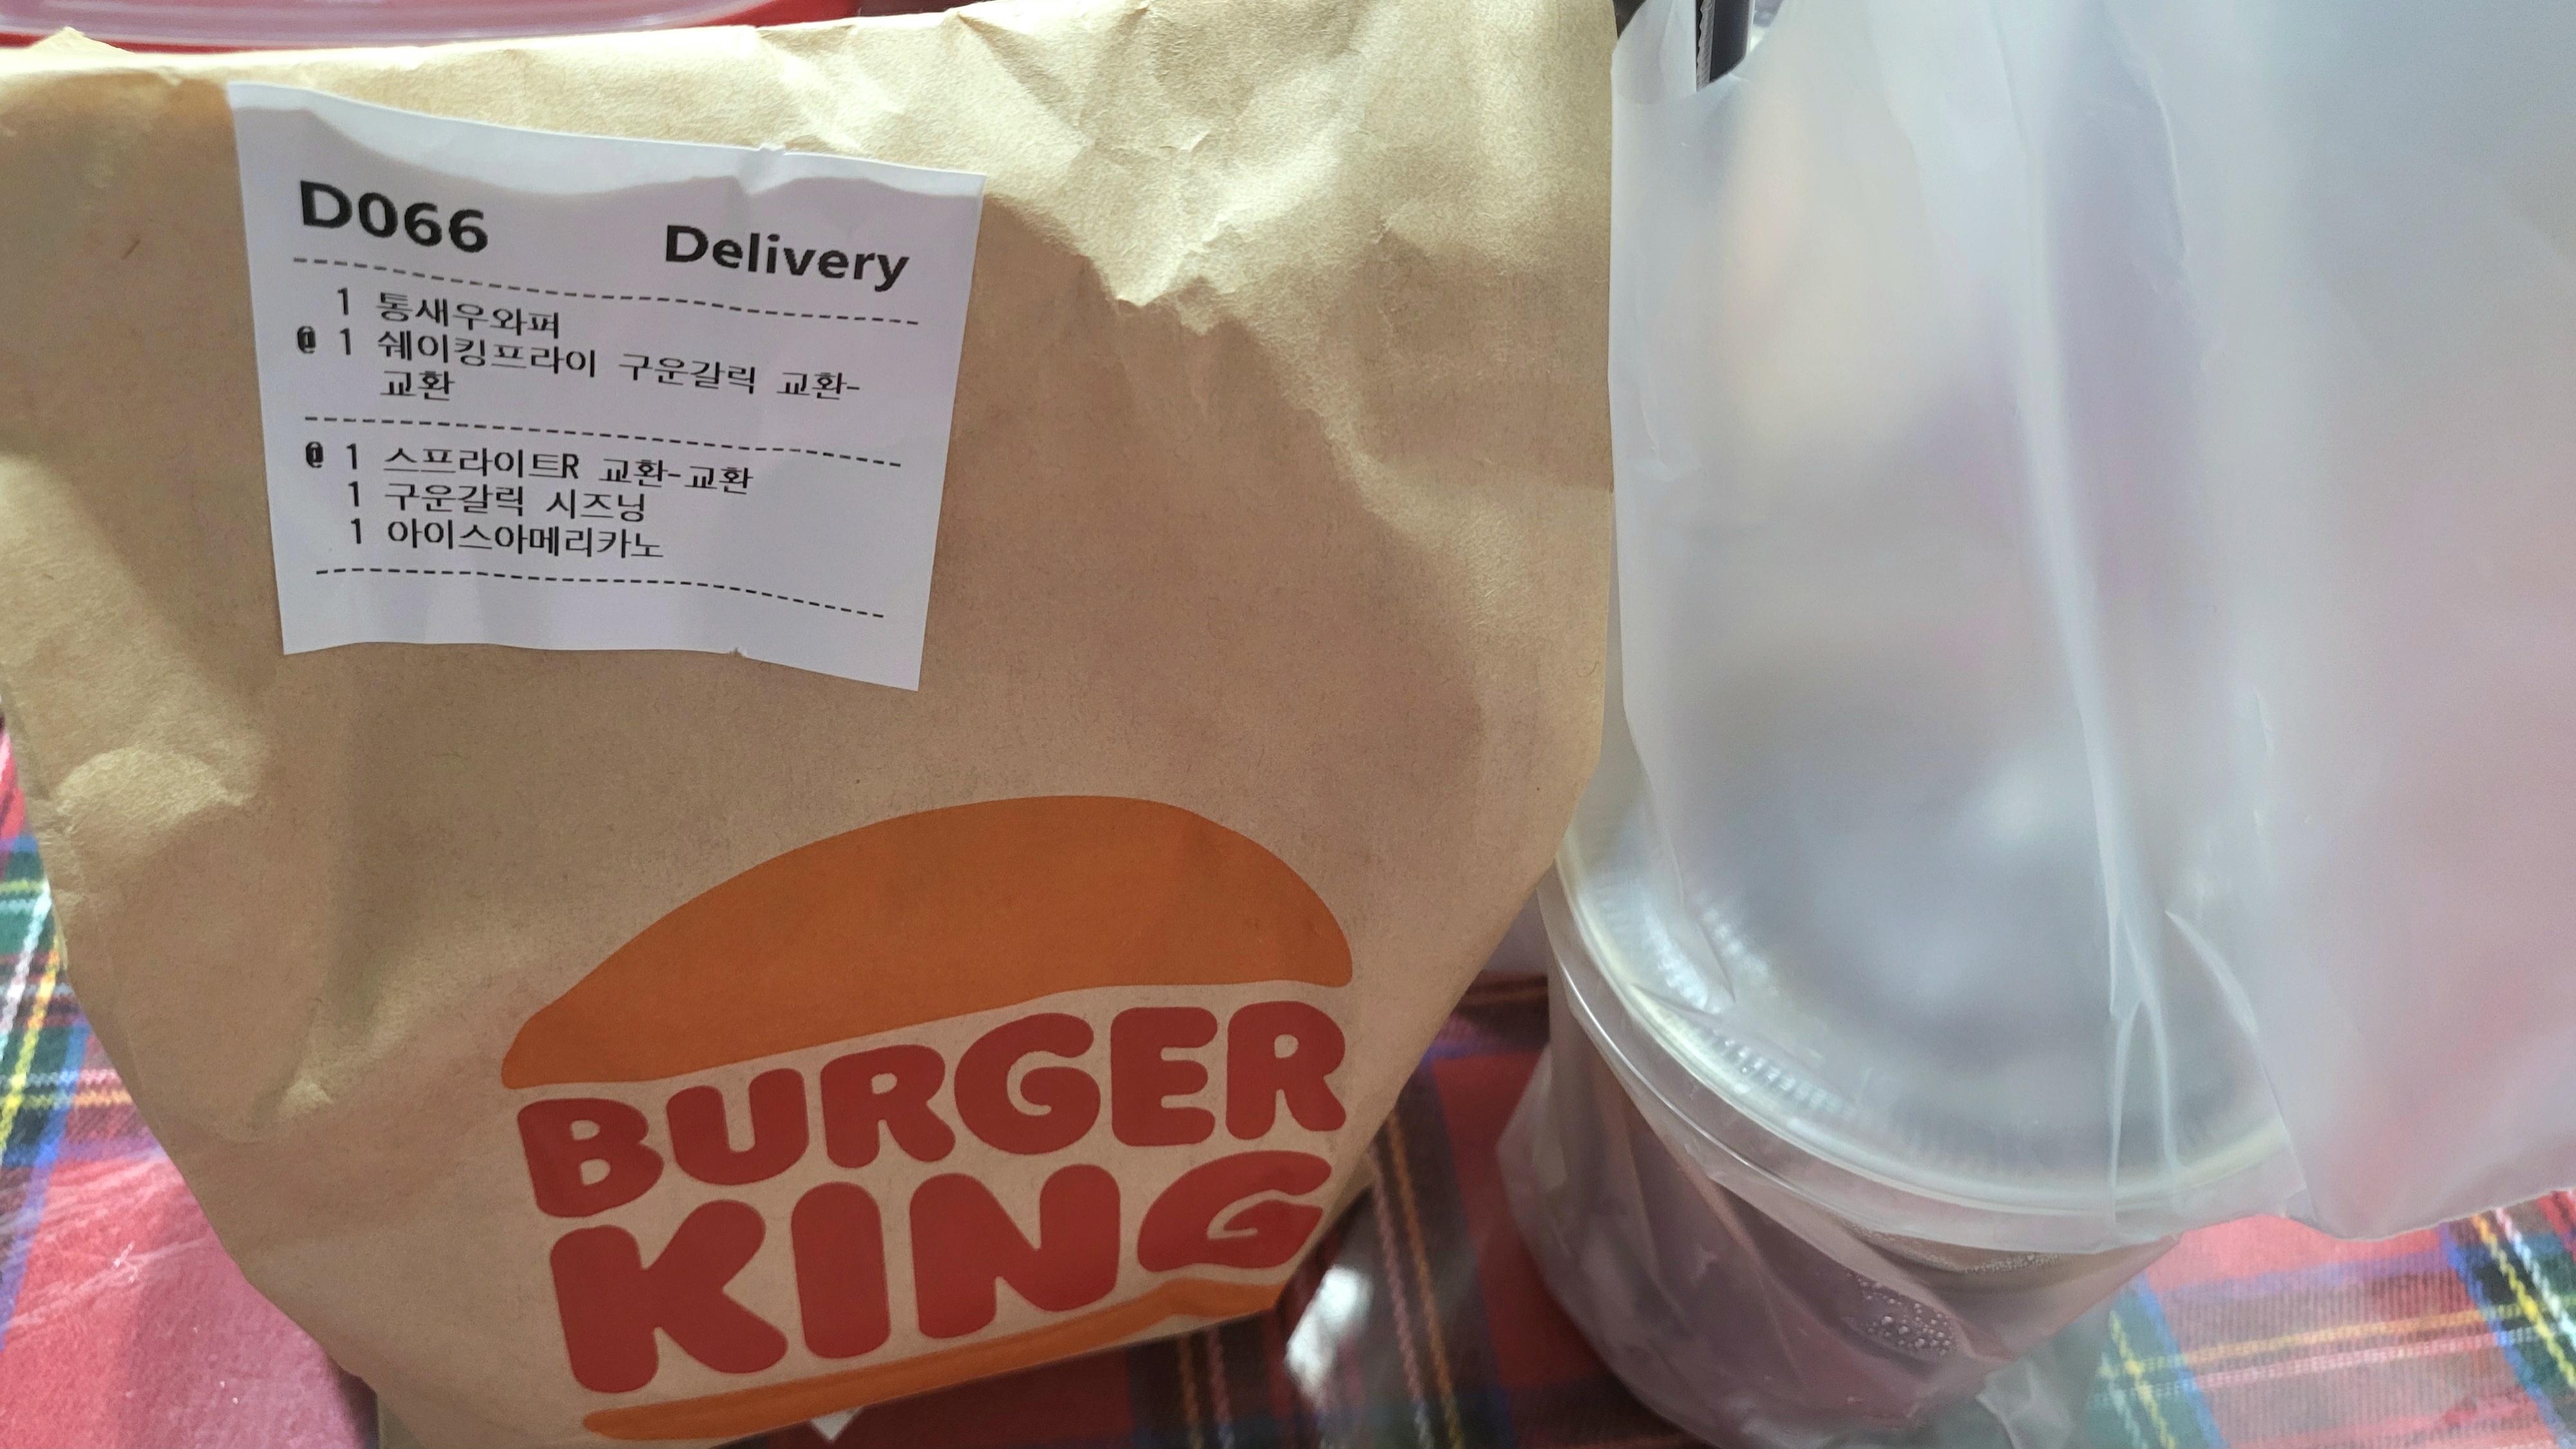 D066 Delivery
1 통새우와퍼
@ 1 쉐이킹프라이 구운갈릭 교환-
교환
@ 1 스프라이트R 교환-교환
1 구운갈릭 시즈닝
1 아이스아메리카노
BURGER
KING